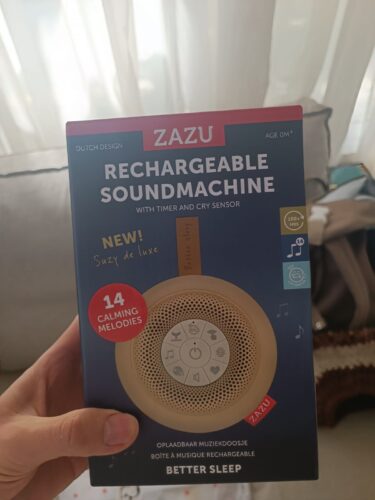 ZAZU
DUTCH DESIGN
AGE 0M+
RECHARGEABLE
SOUNDMACHINE
WITH TIMER AND CRY SENSOR
NEW!
Suzy de luxe
14
CALMING
MELODIES
ZAZU
OPLAADBAAR MUZIEKDOOSJE
BOÎTE À MUSIQUE RECHARGEABLE
BETTER SLEEP